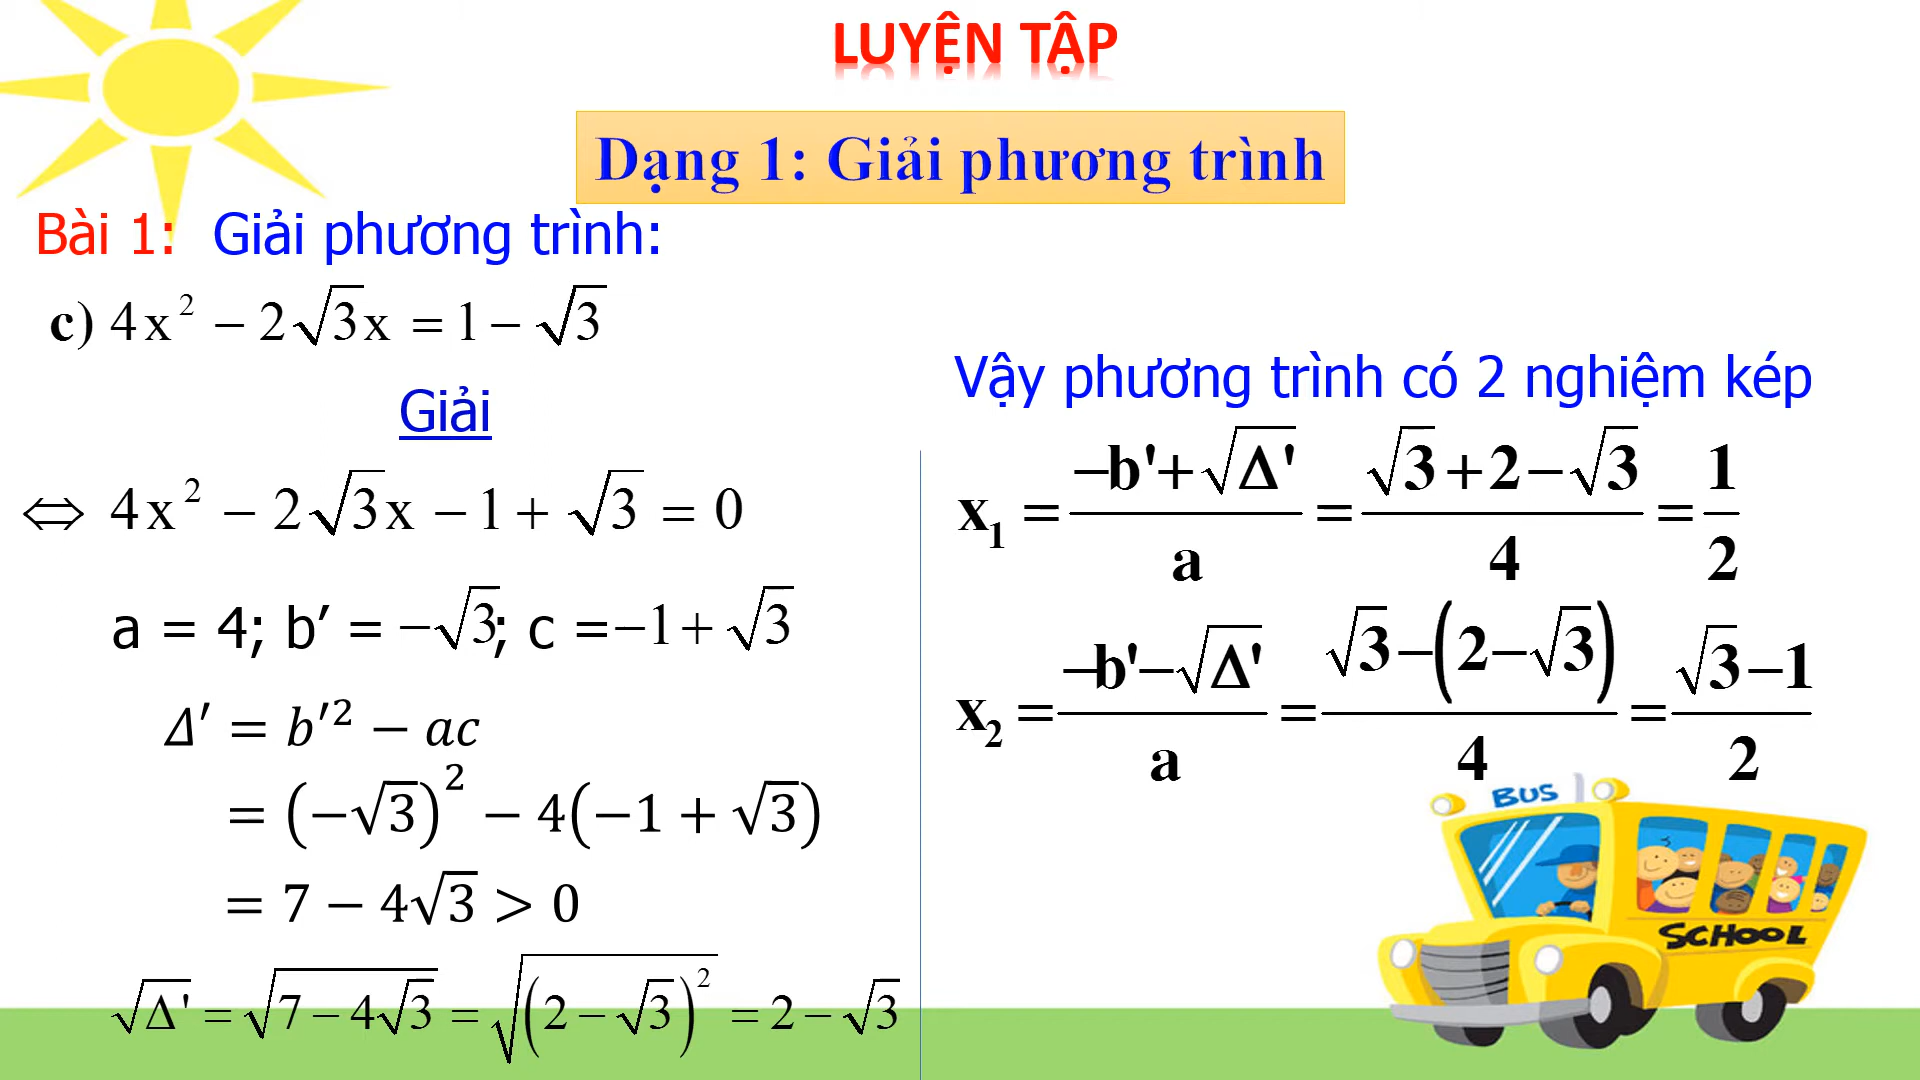 LUYỆN TẬP
Dạng 1: Giải phương trình
Bài 1: Giải phương trình:
c) 4x² − 2√3x = 1 − √3
Giải
⇔ 4x² − 2√3x − 1 + √3 = 0
a = 4; b’ = −√3; c = −1 + √3
Δ′ = b′² − ac
= (−√3)² − 4(−1 + √3)
= 7 − 4√3 > 0
√Δ' = √(7 − 4√3) = √((2 − √3)²) = 2 − √3
Vậy phương trình có 2 nghiệm kép
x₁ = (−b' + √Δ')/a = (√3 + 2 − √3)/4 = 1/2
x₂ = (−b' − √Δ')/a = (√3 − (2 − √3))/4 = (√3 − 1)/2
BUS
SCHOOL